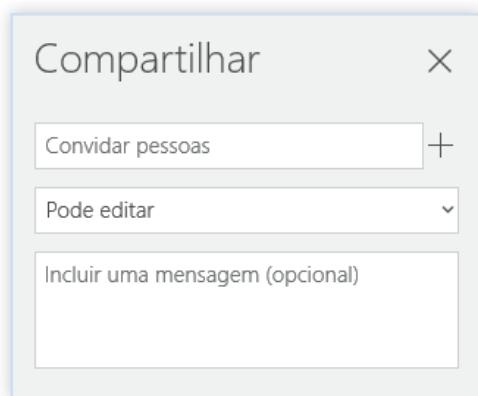 Compartilhar
Convidar pessoas
Pode editar
Incluir uma mensagem (opcional)